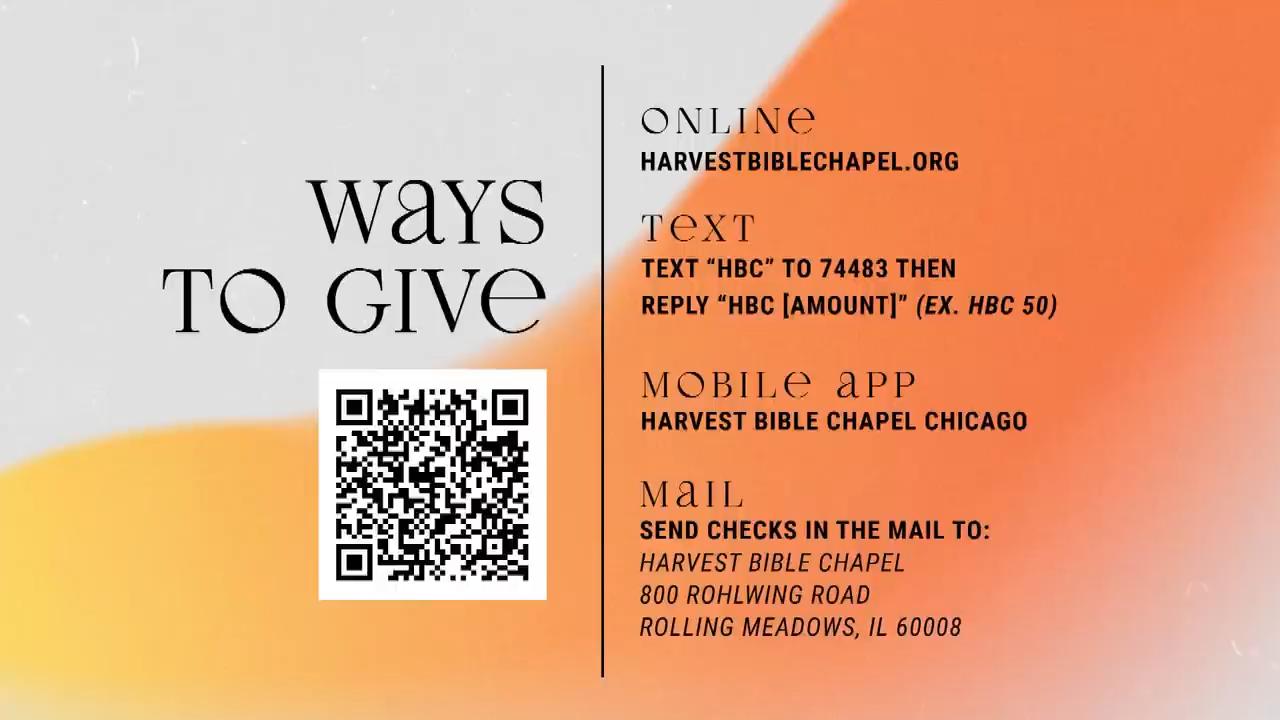 WAYS
TO GIVE
ONLINE
HARVESTBIBLECHAPEL.ORG
TEXT
TEXT “HBC” TO 74483 THEN
REPLY “HBC [AMOUNT]” (EX. HBC 50)
MOBILE APP
HARVEST BIBLE CHAPEL CHICAGO
MAIL
SEND CHECKS IN THE MAIL TO:
HARVEST BIBLE CHAPEL
800 ROHLWING ROAD
ROLLING MEADOWS, IL 60008